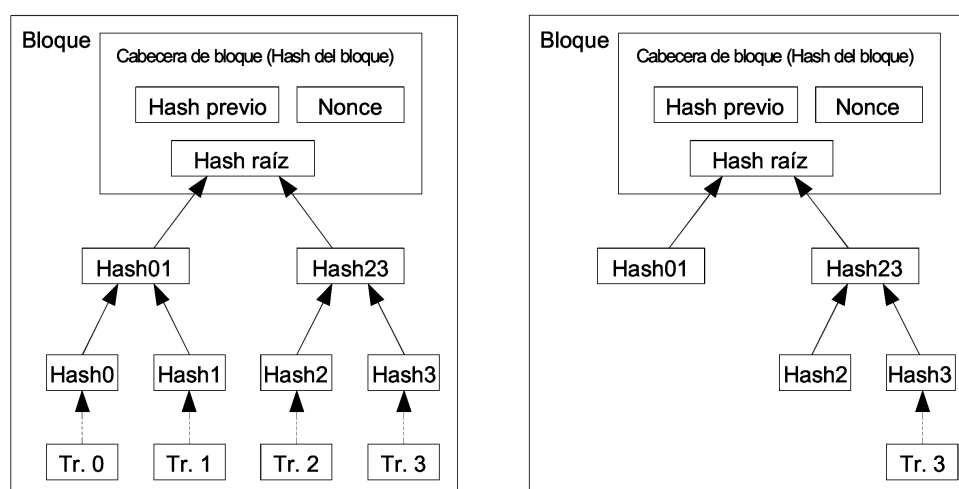 Bloque
Cabecera de bloque (Hash del bloque)
Hash previo
Nonce
Hash raíz
Hash01
Hash23
Hash0
Hash1
Hash2
Hash3
Tr. 0
Tr. 1
Tr. 2
Tr. 3
Bloque
Cabecera de bloque (Hash del bloque)
Hash previo
Nonce
Hash raíz
Hash01
Hash23
Hash2
Hash3
Tr. 3